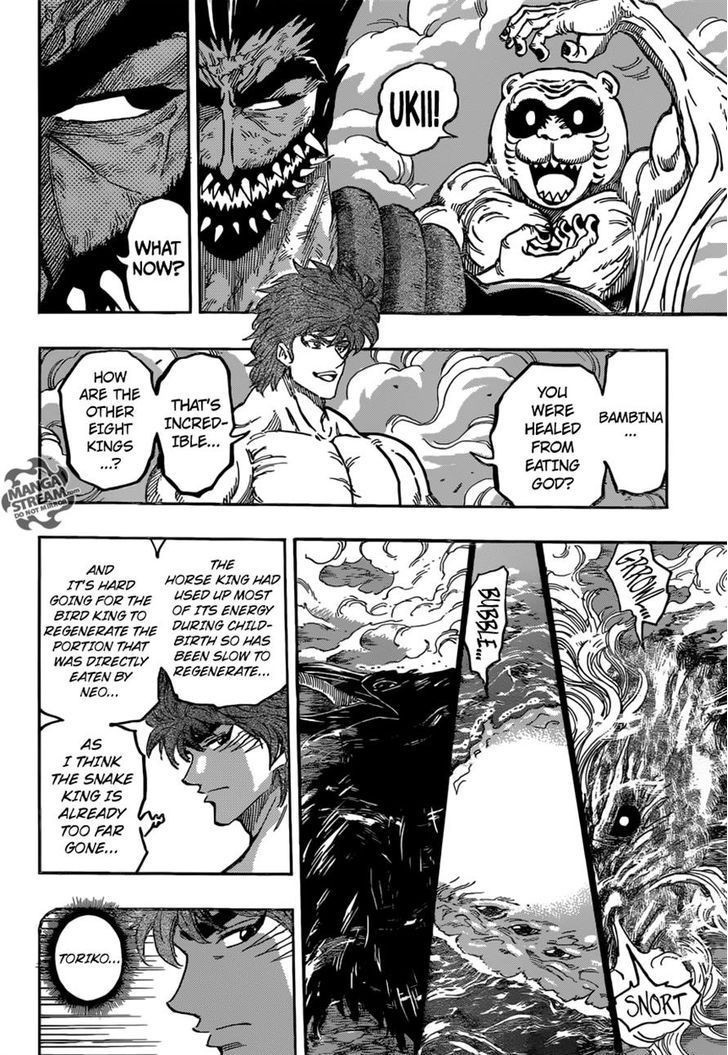 UKII!
WHAT
NOW?
BAMBINA
...
YOU
WERE
HEALED
FROM
EATING
GOD?
THAT'S
INCRED-
IBLE...
HOW
ARE THE
OTHER
EIGHT
KINGS
...?
MANGA
STREAM.com
DO NOT MIRROR
GRROW...
BUBBLE...
SNORT
THE
HORSE KING HAD
USED UP MOST
OF ITS ENERGY
DURING CHILD-
BIRTH SO HAS
BEEN SLOW TO
REGENERATE...
AND
IT'S HARD
GOING FOR THE
BIRD KING TO
REGENERATE THE
PORTION THAT
WAS DIRECTLY
EATEN BY
NEO...
AS
I THINK
THE SNAKE
KING IS
ALREADY
TOO FAR
GONE...
TORIKO...